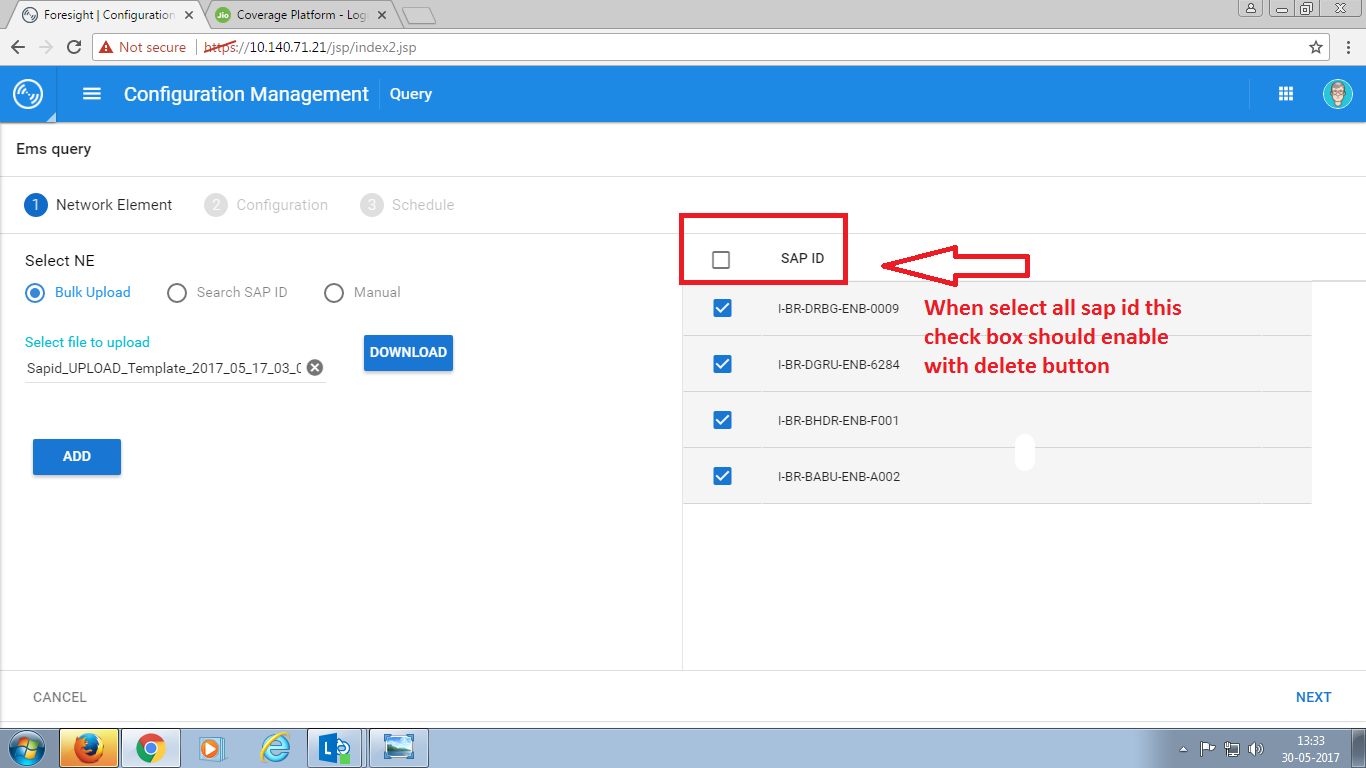 Foresight | Configuration
Jio Coverage Platform - Logi
Not secure https://10.140.71.21/jsp/index2.jsp
Configuration Management Query
Ems query
1 Network Element 2 Configuration 3 Schedule
Select NE
Bulk Upload Search SAP ID Manual
Select file to upload
Sapid_UPLOAD_Template_2017_05_17_03_0
DOWNLOAD
ADD
SAP ID
I-BR-DRBG-ENB-0009
I-BR-DGRU-ENB-6284
I-BR-BHDR-ENB-F001
I-BR-BABU-ENB-A002
When select all sap id this
check box should enable
with delete button
CANCEL NEXT
13:33
30-05-2017